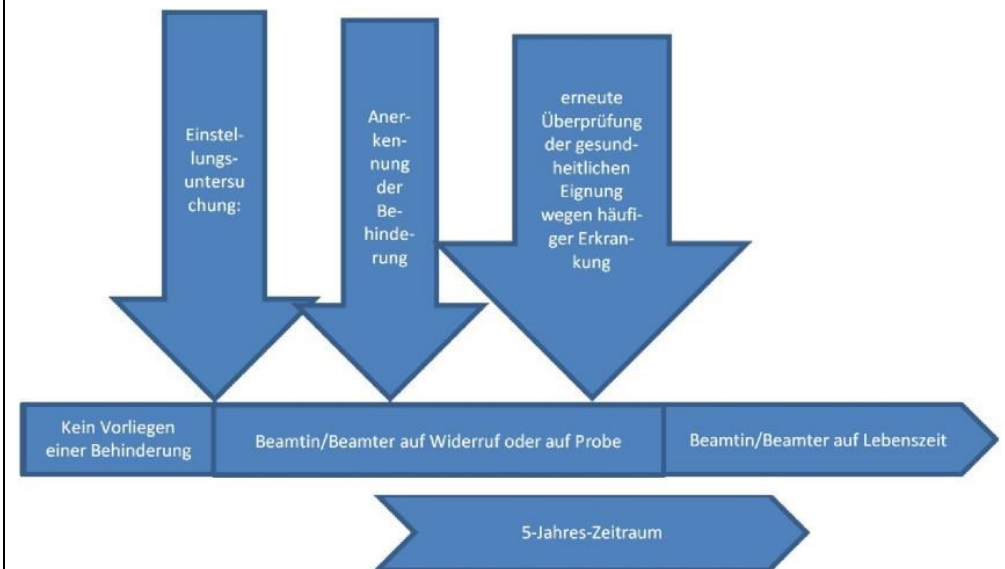 Einstel-
lungs-
untersu
chung:
Aner-
ken-
nung
der
Be-
hinde-
rung
erneute
Überprüfung
der gesund-
heitlichen
Eignung
wegen häufi-
ger Erkran-
kung
Kein Vorliegen
einer Behinderung
Beamtin/Beamter auf Widerruf oder auf Probe
Beamtin/Beamter auf Lebenszeit
5-Jahres-Zeitraum